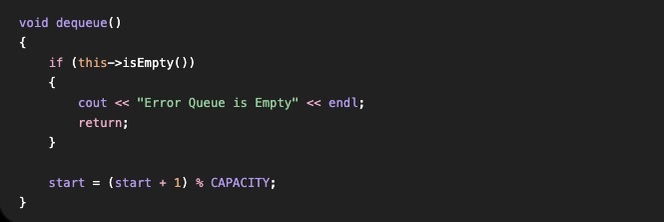 void dequeue()
{
    if (this->isEmpty())
    {
        cout << "Error Queue is Empty" << endl;
        return;
    }

    start = (start + 1) % CAPACITY;
}